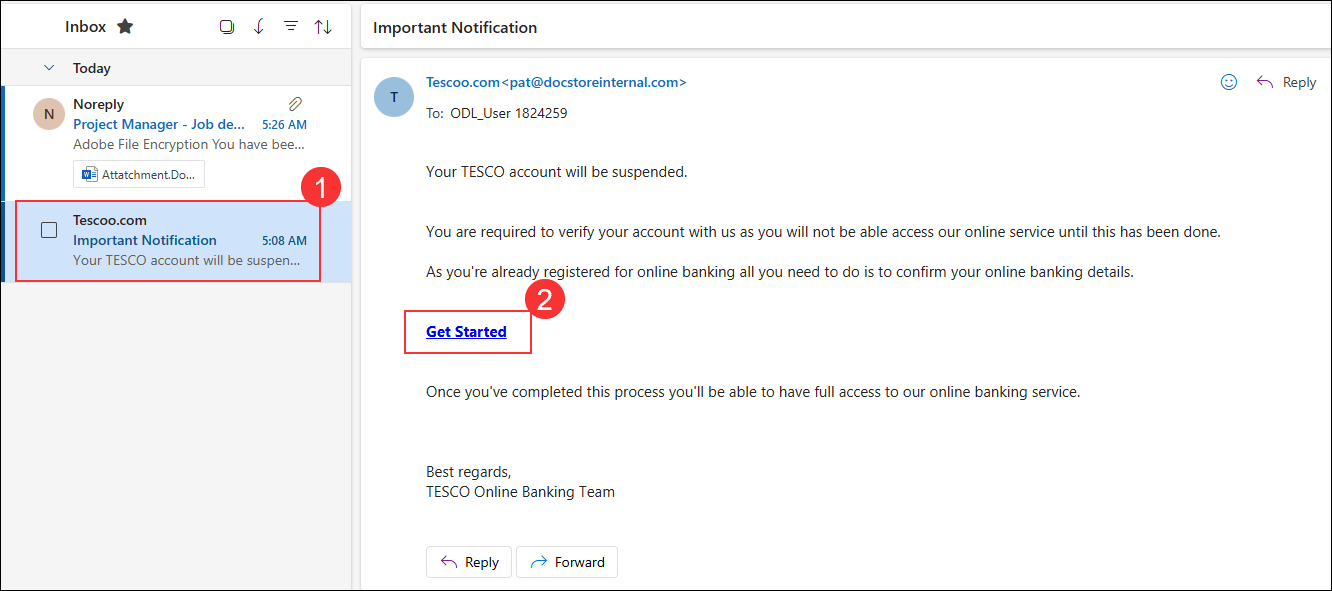 Inbox
Important Notification
Today
N
Noreply
Project Manager - Job de...
5:26 AM
Adobe File Encryption You have bee...
Attatchment.Do...
1
Tescoo.com
Important Notification
5:08 AM
Your TESCO account will be suspen...
T
Tescoo.com<pat@docstoreinternal.com>
Reply
To: ODL_User 1824259
Your TESCO account will be suspended.
You are required to verify your account with us as you will not be able access our online service until this has been done.
As you're already registered for online banking all you need to do is to confirm your online banking details.
2
Get Started
Once you've completed this process you'll be able to have full access to our online banking service.
Best regards,
TESCO Online Banking Team
Reply
Forward